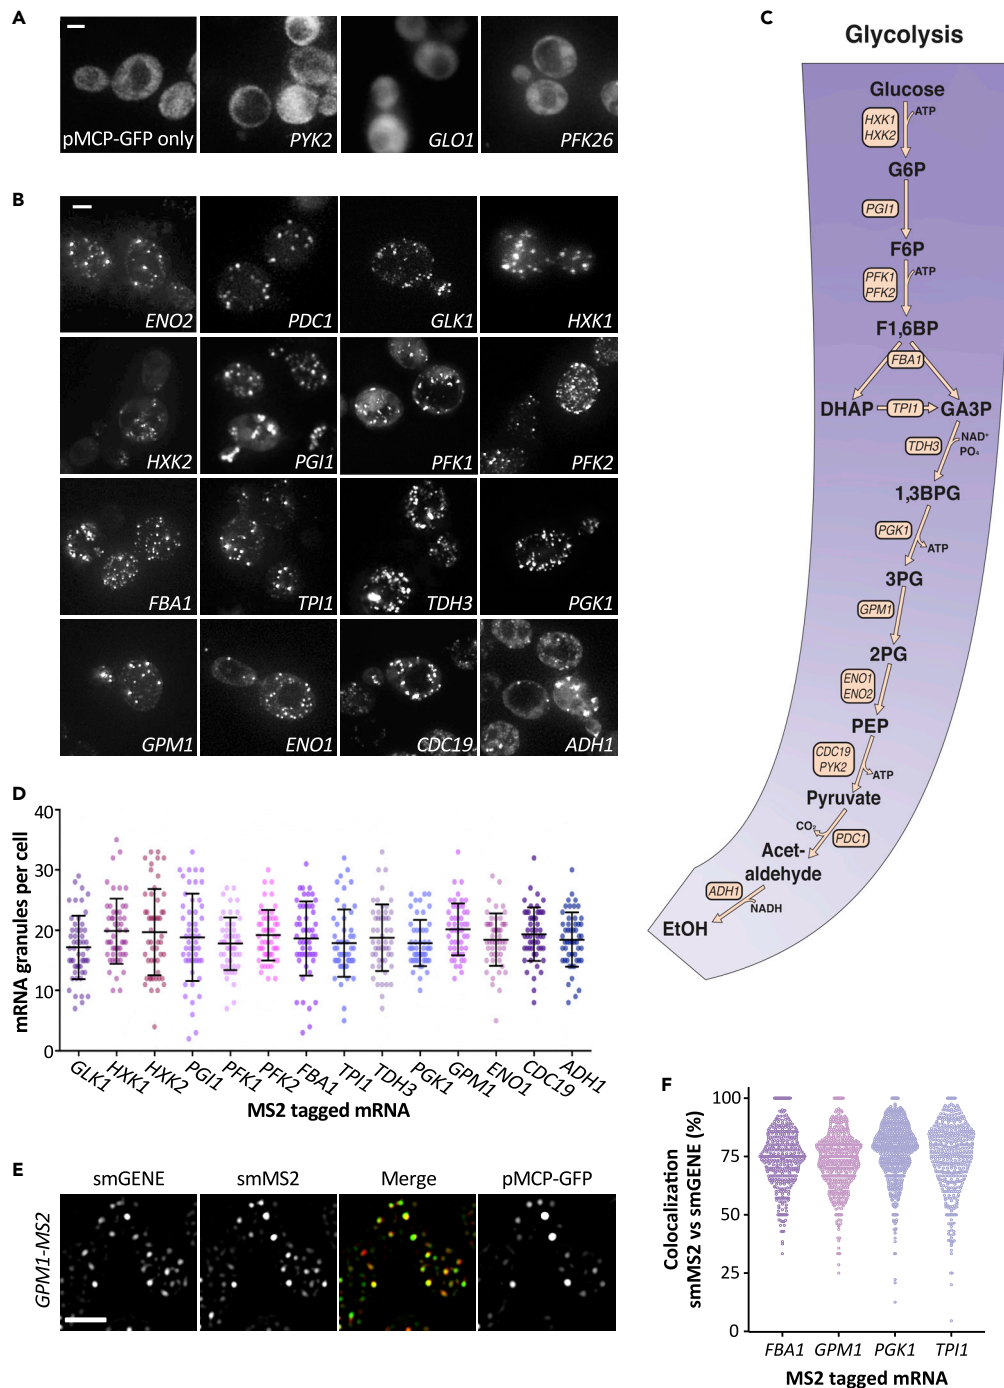 A
pMCP-GFP only
PYK2
GLO1
PFK26
B
ENO2
PDC1
GLK1
HXK1
HXK2
PGI1
PFK1
PFK2
FBA1
TPI1
TDH3
PGK1
GPM1
ENO1
CDC19
ADH1
C
Glycolysis
Glucose
HXK1
HXK2
ATP
G6P
PGI1
F6P
PFK1
PFK2
ATP
F1,6BP
FBA1
DHAP
TPI1
GA3P
TDH3
NAD⁺
PO₄
1,3BPG
PGK1
ATP
3PG
GPM1
2PG
ENO1
ENO2
PEP
CDC19
PYK2
ATP
Pyruvate
CO₂
PDC1
Acet-
aldehyde
ADH1
NADH
EtOH
D
mRNA granules per cell
40
30
20
10
0
GLK1
HXK1
HXK2
PGI1
PFK1
PFK2
FBA1
TPI1
TDH3
PGK1
GPM1
ENO1
CDC19
ADH1
MS2 tagged mRNA
E
smGENE
smMS2
Merge
pMCP-GFP
GPM1-MS2
F
Colocalization
smMS2 vs smGENE (%)
100
75
50
25
0
FBA1
GPM1
PGK1
TPI1
MS2 tagged mRNA